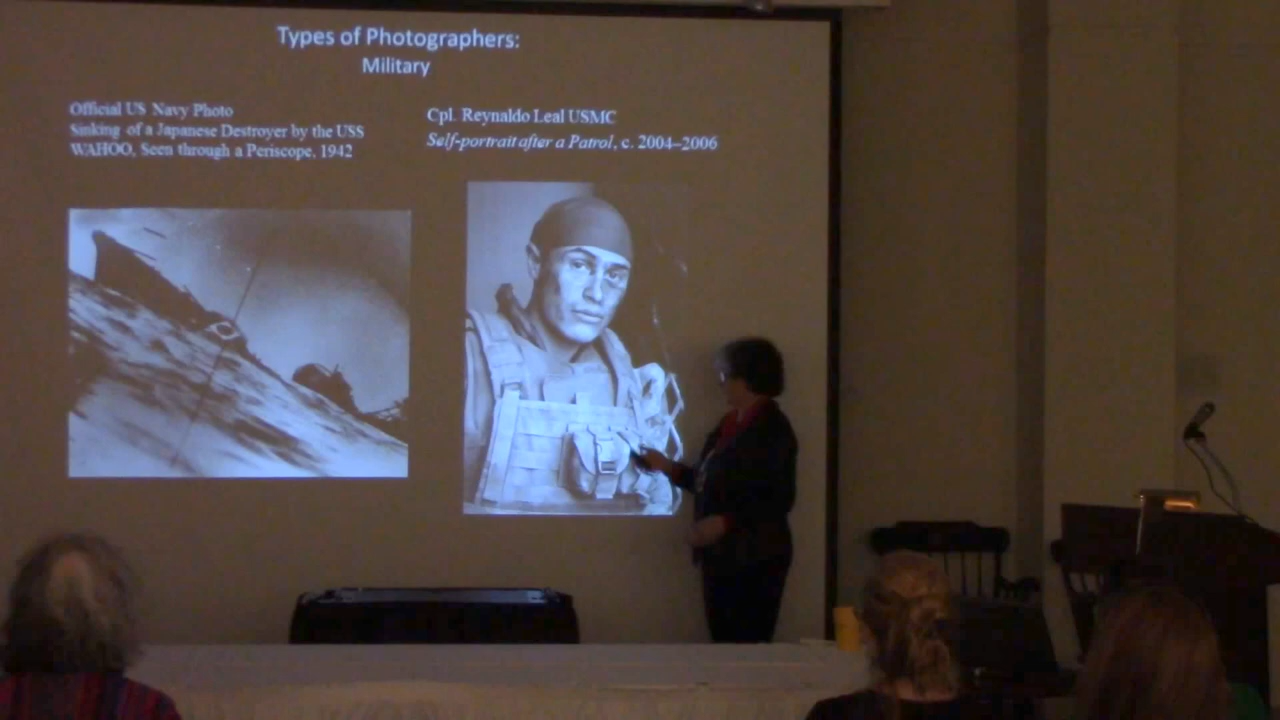 Types of Photographers:
Military
Official US Navy Photo
Sinking of a Japanese Destroyer by the USS
WAHOO, Seen through a Periscope, 1942
Cpl. Reynaldo Leal USMC
Self-portrait after a Patrol, c. 2004–2006